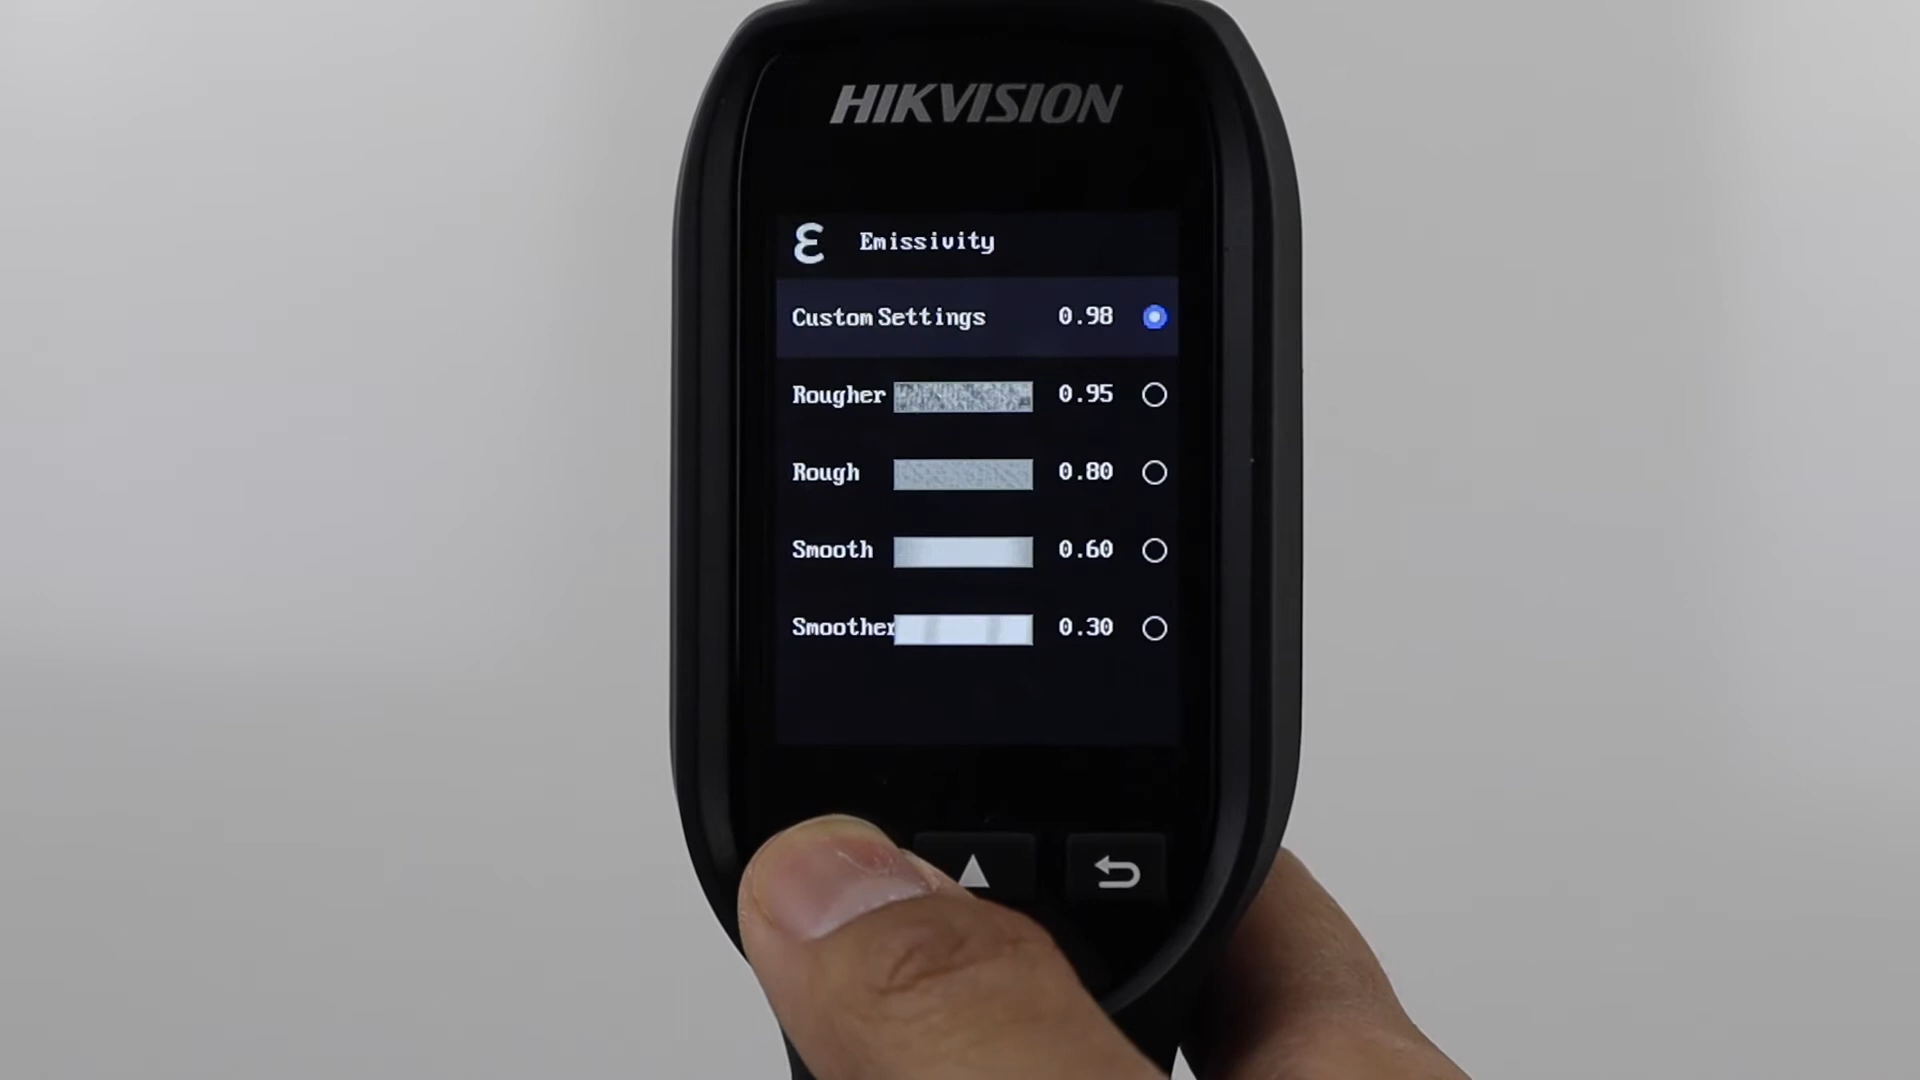 HIKVISION
ε Emissivity
Custom Settings 0.98
Rougher 0.95
Rough 0.80
Smooth 0.60
Smoother 0.30